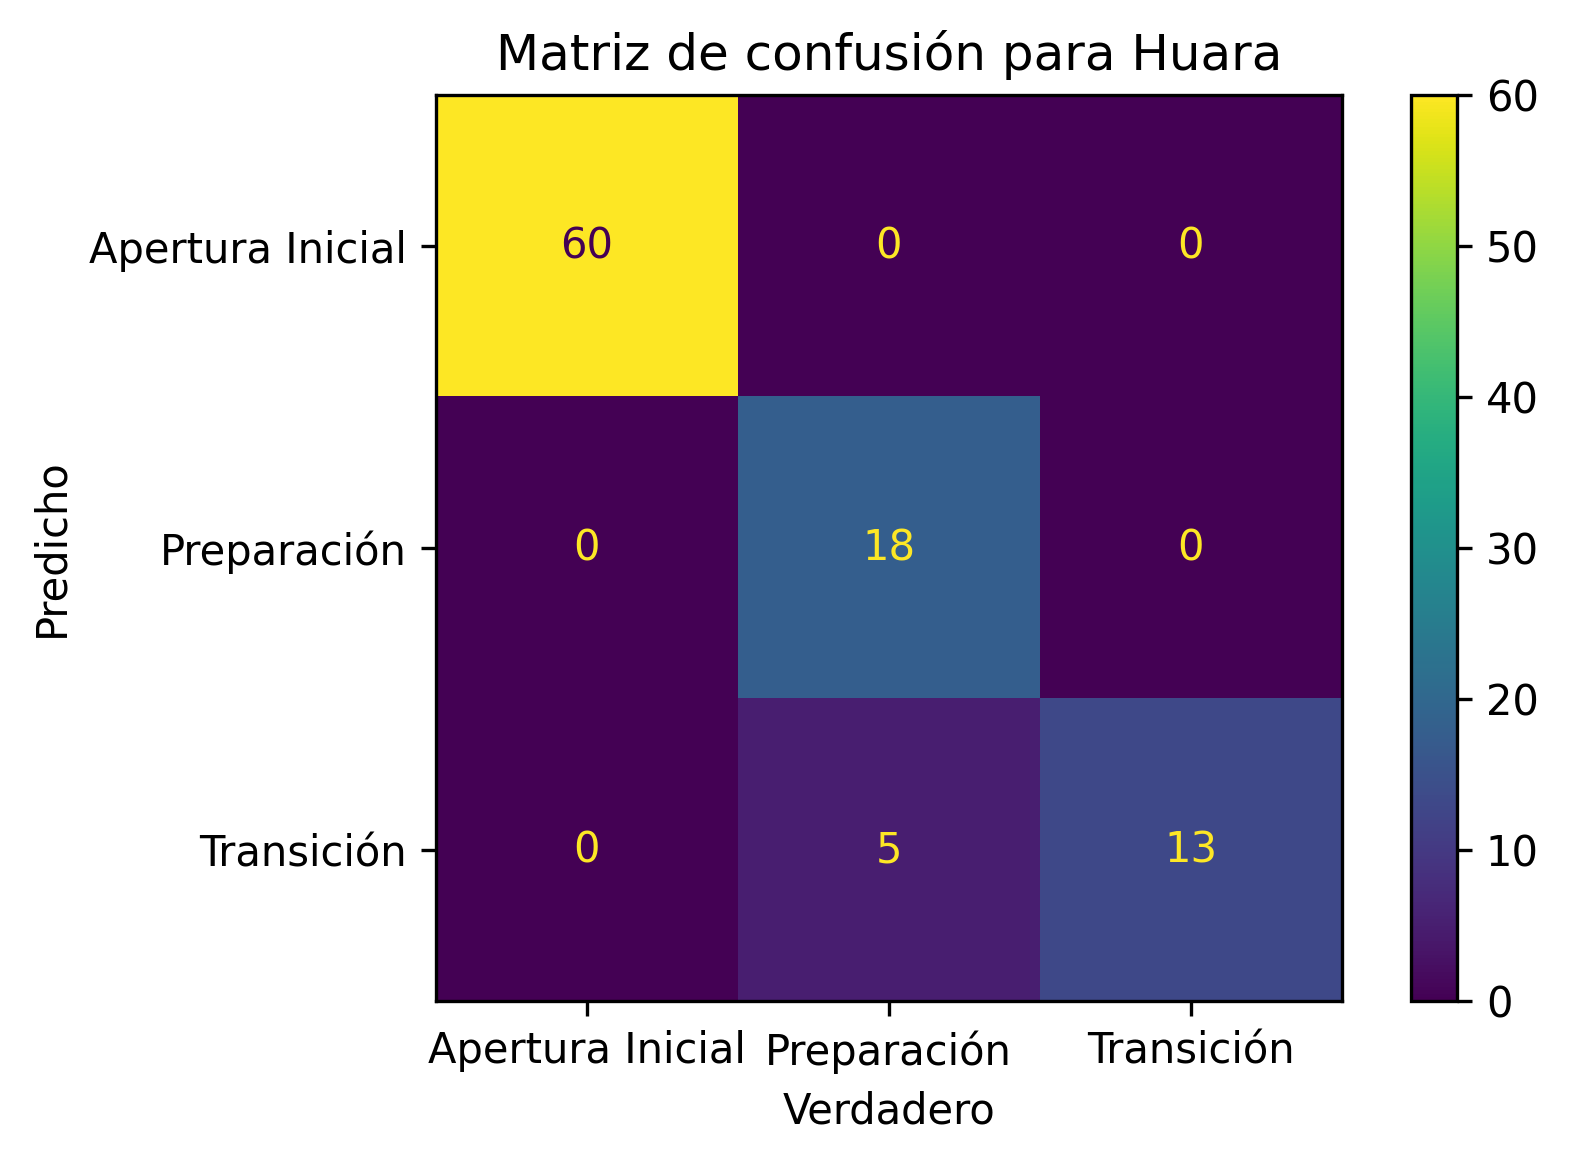 Matriz de confusión para Huara
Predicho
Apertura Inicial
60 0 0
Preparación
0 18 0
Transición
0 5 13
Apertura Inicial Preparación Transición
Verdadero
60
50
40
30
20
10
0